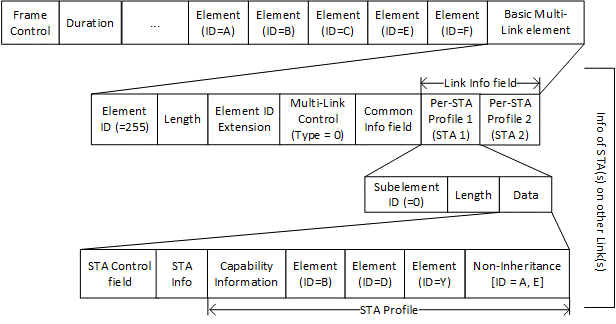 Frame Control
Duration
...
Element (ID=A)
Element (ID=B)
Element (ID=C)
Element (ID=E)
Element (ID=F)
Basic Multi-Link element
Link Info field
Element ID (=255)
Length
Element ID Extension
Multi-Link Control (Type = 0)
Common Info field
Per-STA Profile 1 (STA 1)
Per-STA Profile 2 (STA 2)
Info of STA(s) on other Link(s)
Subelement ID (=0)
Length
Data
STA Control field
STA Info
Capability Information
Element (ID=B)
Element (ID=D)
Element (ID=Y)
Non-Inheritance [ID = A, E]
STA Profile